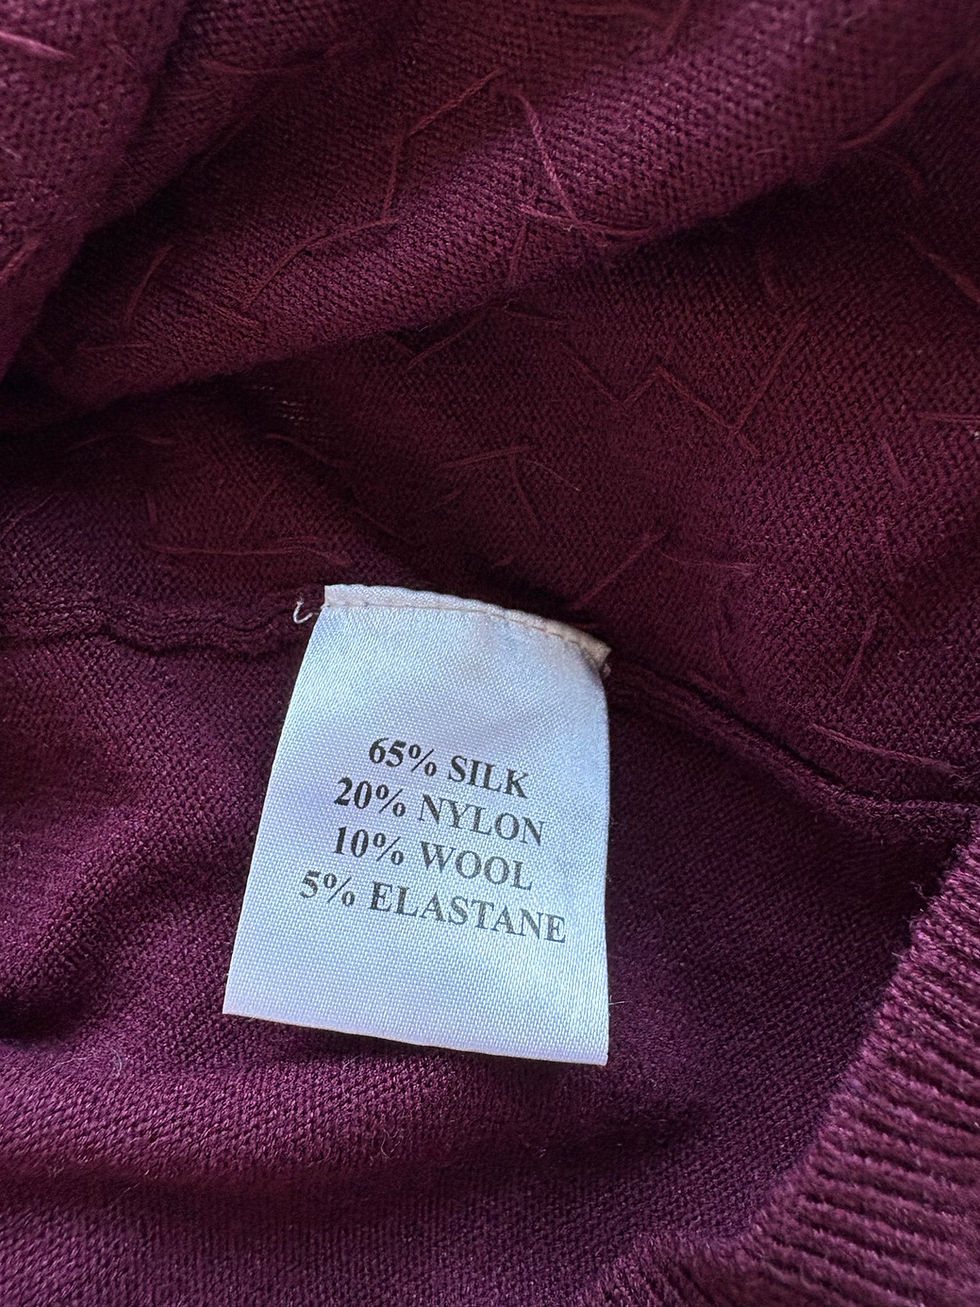 65% SILK
20% NYLON
10% WOOL
5% ELASTANE